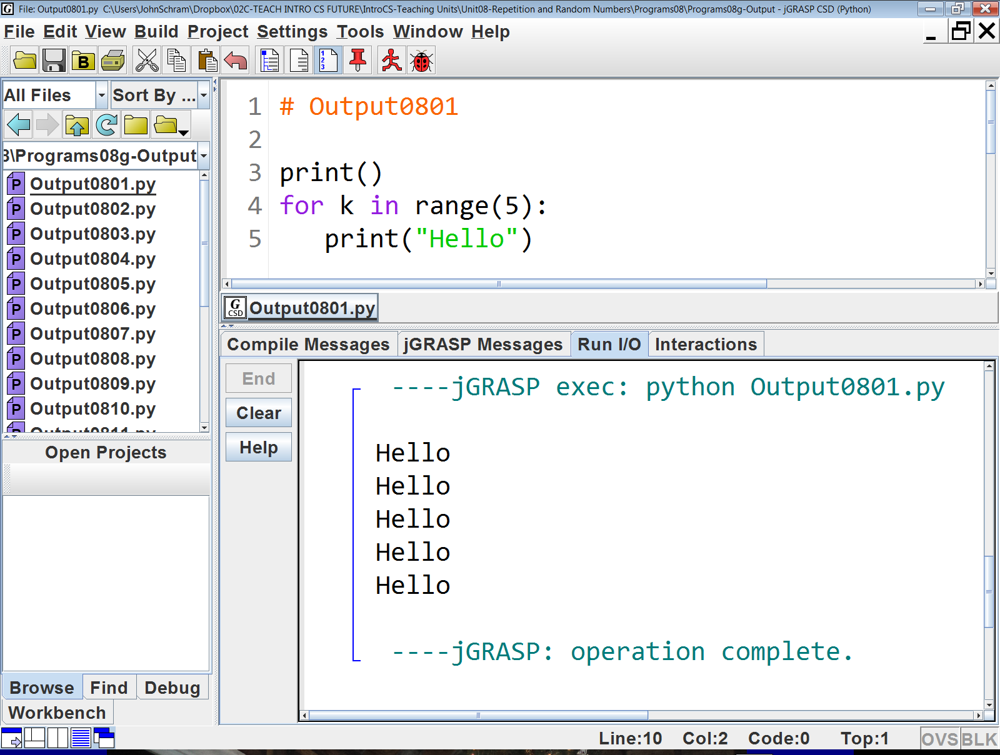 File: Output0801.py  C:\Users\JohnSchram\Dropbox\02C-TEACH INTRO CS FUTURE\IntroCS-Teaching Units\Unit08-Repetition and Random Numbers\Programs08\Programs08g-Output - jGRASP CSD (Python)
File Edit View Build Project Settings Tools Window Help
All Files Sort By ...
\Programs08g-Output
Output0801.py
Output0802.py
Output0803.py
Output0804.py
Output0805.py
Output0806.py
Output0807.py
Output0808.py
Output0809.py
Output0810.py
Output0811.py
Open Projects
Browse Find Debug
Workbench
1 # Output0801
2
3 print()
4 for k in range(5):
5    print("Hello")
G CSD Output0801.py
Compile Messages jGRASP Messages Run I/O Interactions
End
Clear
Help
----jGRASP exec: python Output0801.py
Hello
Hello
Hello
Hello
Hello
----jGRASP: operation complete.
Line:10 Col:2 Code:0 Top:1 OVS BLK